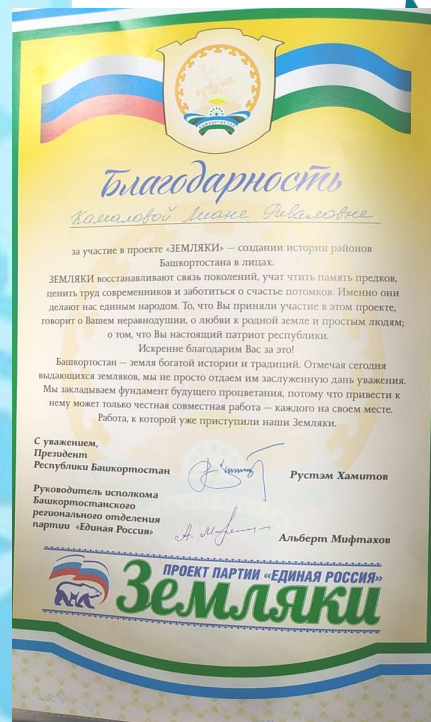 БАШКОРТОСТАН
Благодарность
Камаловой Лиане Фиваловне
за участие в проекте «ЗЕМЛЯКИ» — создании истории районов
Башкортостана в лицах.
ЗЕМЛЯКИ восстанавливают связь поколений, учат чтить память предков,
ценить труд современников и заботиться о счастье потомков. Именно они
делают нас единым народом. То, что Вы приняли участие в этом проекте,
говорит о Вашем неравнодушии, о любви к родной земле и простым людям;
о том, что Вы настоящий патриот республики.
Искренне благодарим Вас за это!
Башкортостан — земля богатой истории и традиций. Отмечая сегодня
выдающихся земляков, мы не просто отдаем им заслуженную дань уважения.
Мы закладываем фундамент будущего процветания, потому что привести к
нему может только честная совместная работа — каждого на своем месте.
Работа, к которой уже приступили наши Земляки.
С уважением,
Президент
Республики Башкортостан
Рустэм Хамитов
Руководитель исполкома
Башкортостанского
регионального отделения
партии «Единая Россия»
Альберт Мифтахов
ПРОЕКТ ПАРТИИ «ЕДИНАЯ РОССИЯ»
Земляки